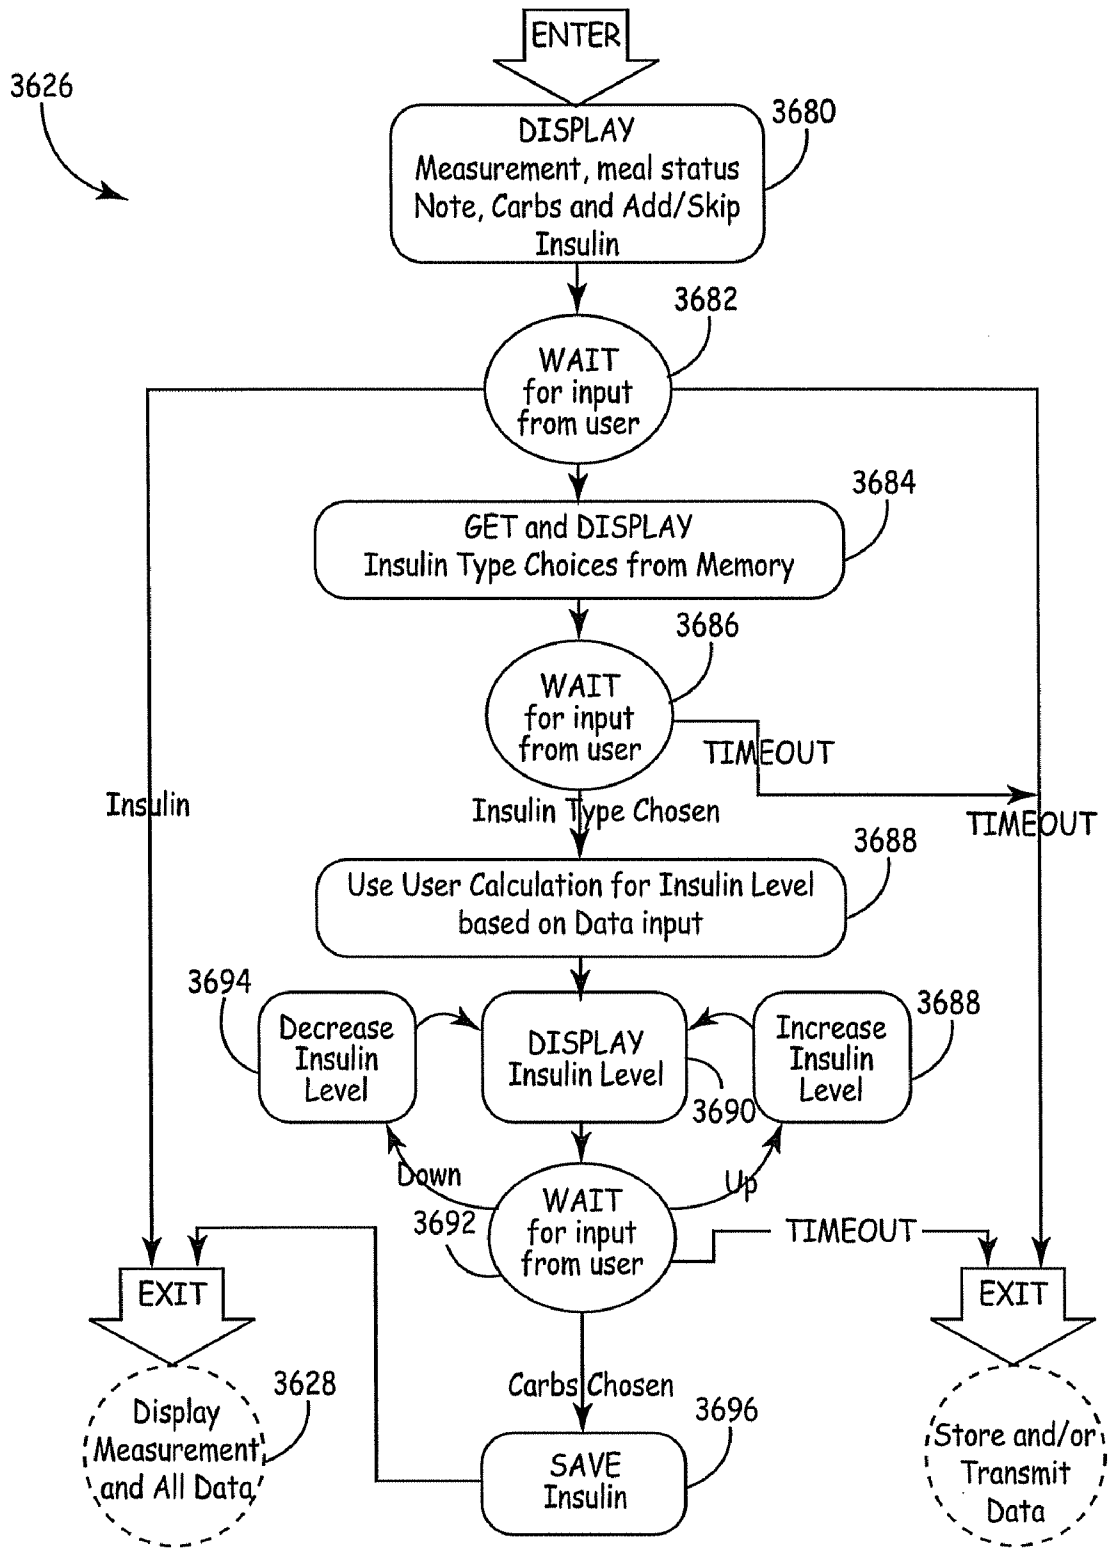 ENTER
3626
3680
DISPLAY
Measurement, meal status
Note, Carbs and Add/Skip
Insulin
3682
WAIT
for input
from user
3684
GET and DISPLAY
Insulin Type Choices from Memory
3686
WAIT
for input
from user
TIMEOUT
Insulin
Insulin Type Chosen
TIMEOUT
3688
Use User Calculation for Insulin Level
based on Data input
3694
Decrease
Insulin
Level
DISPLAY
Insulin Level
3690
3688
Increase
Insulin
Level
Down
Up
3692
WAIT
for input
from user
TIMEOUT
EXIT
EXIT
Carbs Chosen
3628
Display
Measurement
and All Data
3696
SAVE
Insulin
Store and/or
Transmit
Data